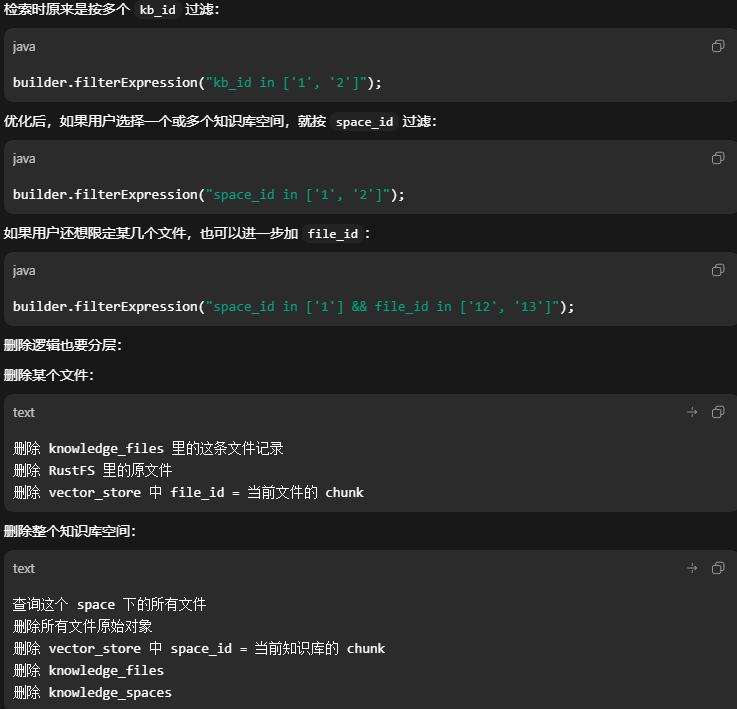 检索时原来是按多个 kb_id 过滤：
java
builder.filterExpression("kb_id in ['1', '2']");
优化后，如果用户选择一个或多个知识库空间，就按 space_id 过滤：
java
builder.filterExpression("space_id in ['1', '2']");
如果用户还想限定某几个文件，也可以进一步加 file_id：
java
builder.filterExpression("space_id in ['1'] && file_id in ['12', '13']");
删除逻辑也要分层：
删除某个文件：
text
删除 knowledge_files 里的这条文件记录
删除 RustFS 里的原文件
删除 vector_store 中 file_id = 当前文件的 chunk
删除整个知识库空间：
text
查询这个 space 下的所有文件
删除所有文件原始对象
删除 vector_store 中 space_id = 当前知识库的 chunk
删除 knowledge_files
删除 knowledge_spaces